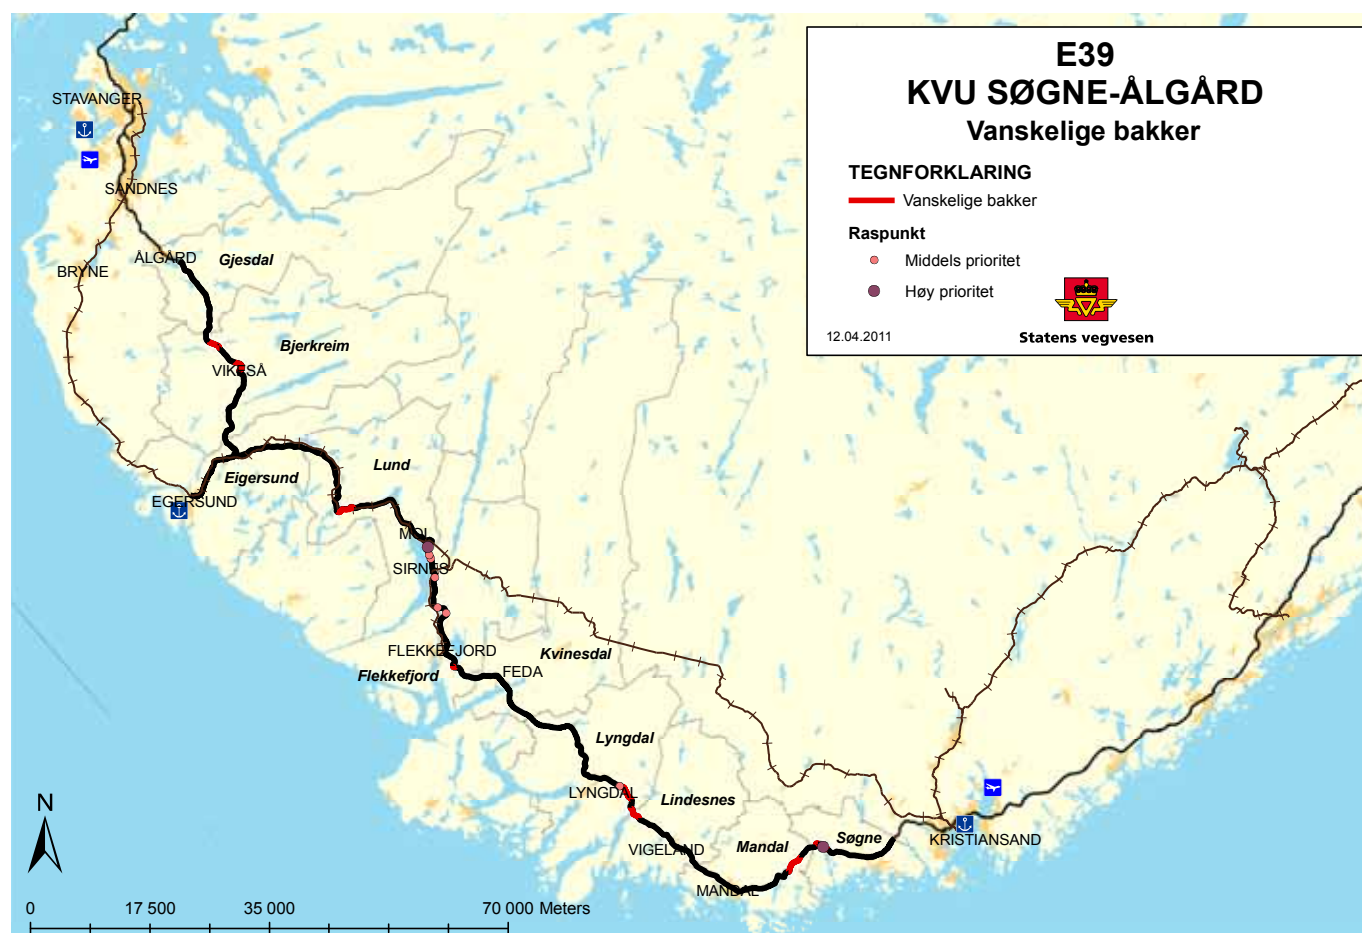 E39
KVU SØGNE-ÅLGÅRD
Vanskelige bakker
TEGNFORKLARING
Vanskelige bakker
Raspunkt
Middels prioritet
Høy prioritet
12.04.2011
Statens vegvesen
STAVANGER
SANDNES
ÅLGÅRD
Gjesdal
BRYNE
Bjerkreim
VIKESÅ
Lund
Eigersund
EGERSUND
MOI
SIRNES
FLEKKEFJORD
Kvinesdal
Flekkefjord
FEDA
Lyngdal
LYNGDAL
Lindesnes
VIGELAND
Mandal
Søgne
KRISTIANSAND
MANDAL
N
0 17 500 35 000 70 000 Meters